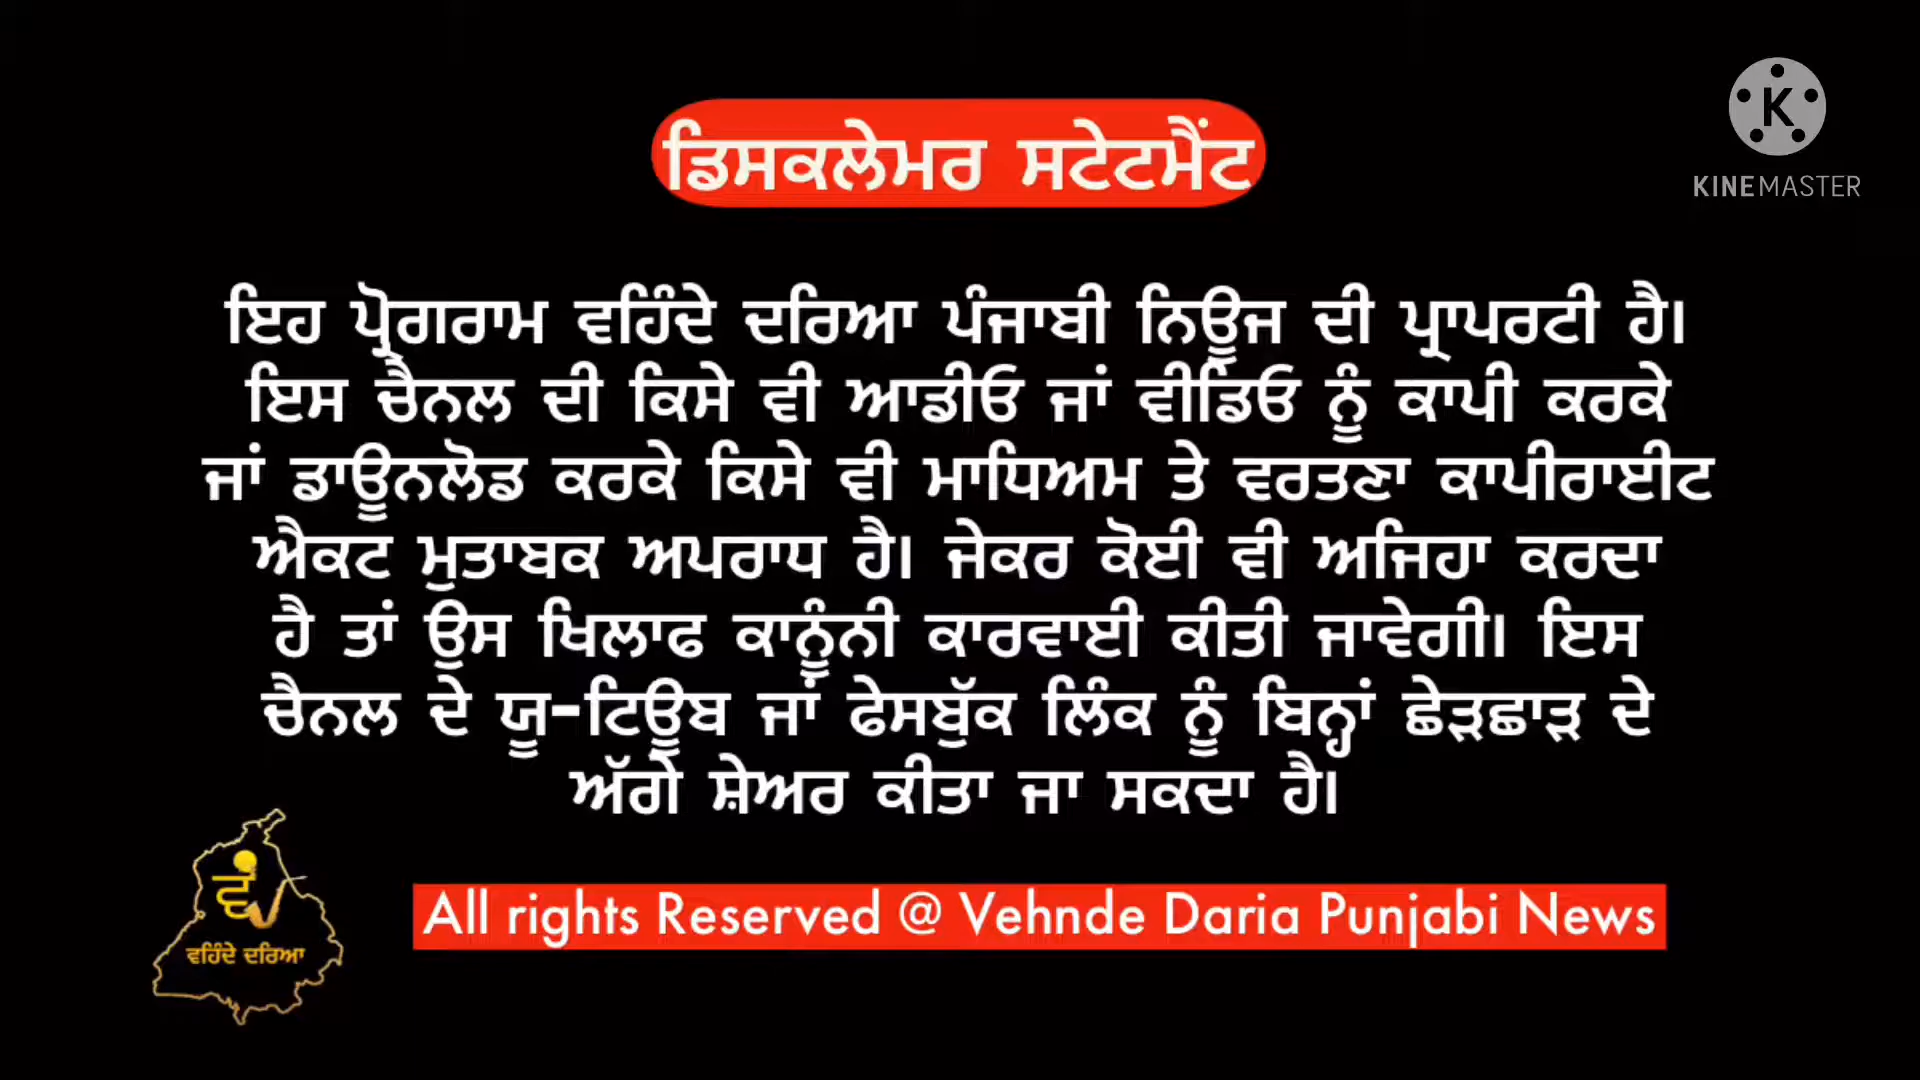 ਡਿਸਕਲੇਮਰ ਸਟੇਟਮੈਂਟ
K
KINEMASTER
ਇਹ ਪ੍ਰੋਗਰਾਮ ਵਹਿੰਦੇ ਦਰਿਆ ਪੰਜਾਬੀ ਨਿਊਜ ਦੀ ਪ੍ਰਾਪਰਟੀ ਹੈ।
ਇਸ ਚੈਨਲ ਦੀ ਕਿਸੇ ਵੀ ਆਡੀਓ ਜਾਂ ਵੀਡਿਓ ਨੂੰ ਕਾਪੀ ਕਰਕੇ
ਜਾਂ ਡਾਊਨਲੋਡ ਕਰਕੇ ਕਿਸੇ ਵੀ ਮਾਧਿਅਮ ਤੇ ਵਰਤਣਾ ਕਾਪੀਰਾਈਟ
ਐਕਟ ਮੁਤਾਬਕ ਅਪਰਾਧ ਹੈ। ਜੇਕਰ ਕੋਈ ਵੀ ਅਜਿਹਾ ਕਰਦਾ
ਹੈ ਤਾਂ ਉਸ ਖਿਲਾਫ ਕਾਨੂੰਨੀ ਕਾਰਵਾਈ ਕੀਤੀ ਜਾਵੇਗੀ। ਇਸ
ਚੈਨਲ ਦੇ ਯੂ-ਟਿਊਬ ਜਾਂ ਫੇਸਬੁੱਕ ਲਿੰਕ ਨੂੰ ਬਿਨ੍ਹਾਂ ਛੇੜਛਾੜ ਦੇ
ਅੱਗੇ ਸ਼ੇਅਰ ਕੀਤਾ ਜਾ ਸਕਦਾ ਹੈ।
ਵਹਿੰਦੇ ਦਰਿਆ
All rights Reserved @ Vehnde Daria Punjabi News